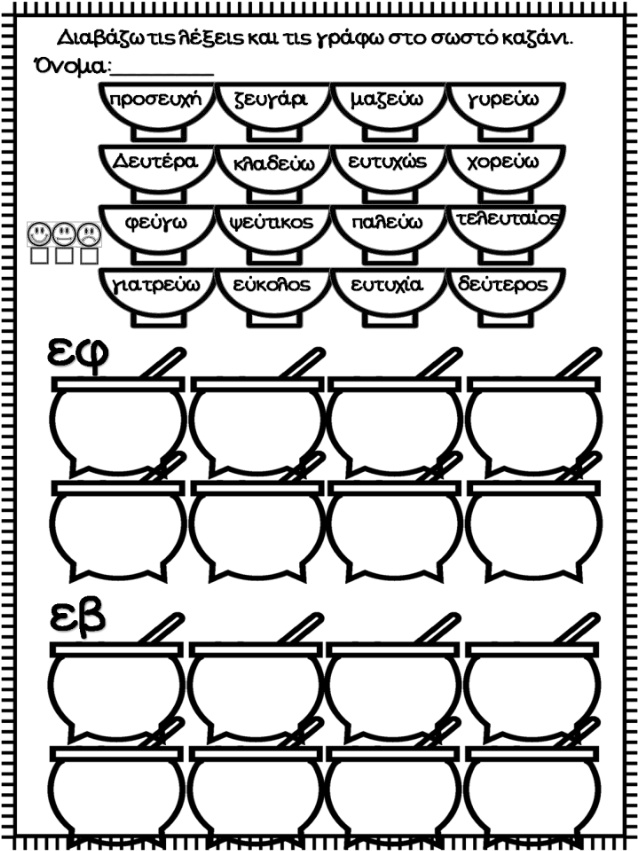 Διαβάζω τις λέξεις και τις γράφω στο σωστό καζάνι.
Όνομα:__________
προσευχή ζευγάρι μαζεύω γυρεύω
Δευτέρα κλαδεύω ευτυχώς χορεύω
φεύγω ψεύτικος παλεύω τελευταίος
γιατρεύω εύκολος ευτυχία δεύτερος
εφ
εβ